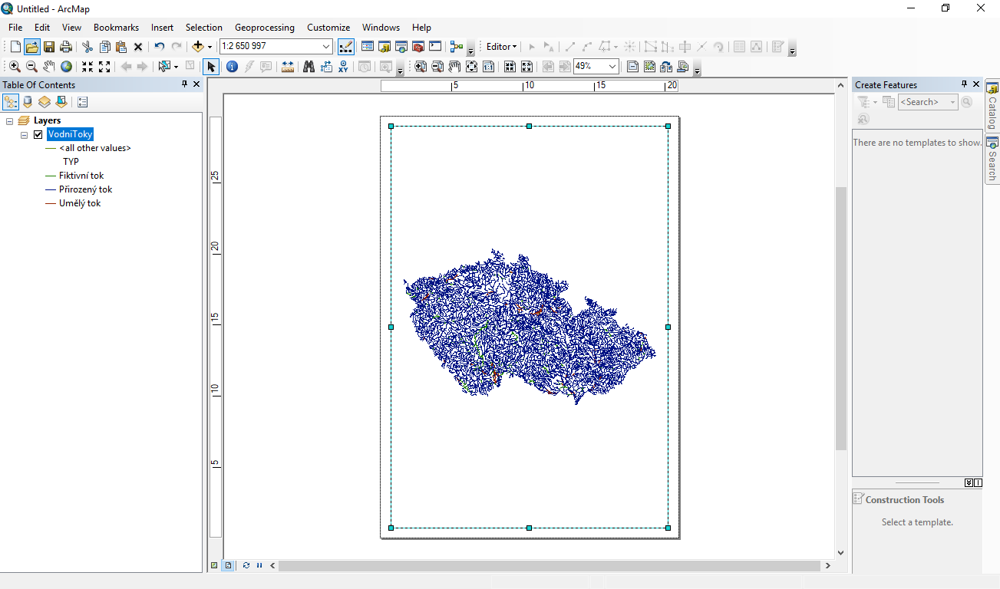 Untitled - ArcMap
File Edit View Bookmarks Insert Selection Geoprocessing Customize Windows Help
1:2 650 997
Editor
XY
1:1
49%
Table Of Contents
5 10 15 20
Create Features
Layers
<Search>
Catalog
VodniToky
<all other values>
There are no templates to show.
Search
TYP
Fiktivní tok
Přirozený tok
Umělý tok
25
20
15
10
5
Construction Tools
Select a template.